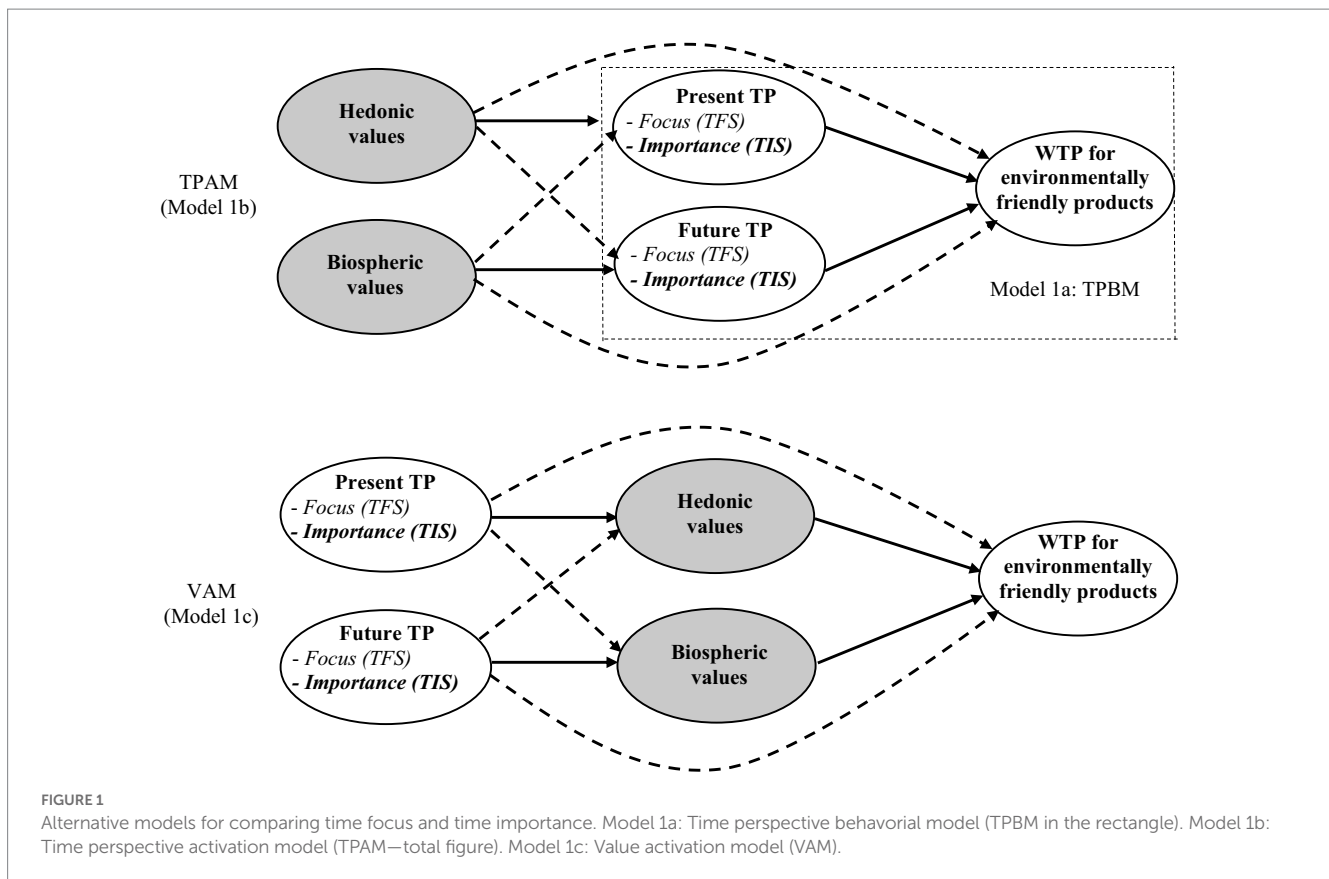 Hedonic
values
Present TP
- Focus (TFS)
- Importance (TIS)
WTP for
environmentally
friendly products
TPAM
(Model 1b)
Biospheric
values
Future TP
- Focus (TFS)
- Importance (TIS)
Model 1a: TPBM
Present TP
- Focus (TFS)
- Importance (TIS)
Hedonic
values
WTP for
environmentally
friendly products
VAM
(Model 1c)
Future TP
- Focus (TFS)
- Importance (TIS)
Biospheric
values
FIGURE 1
Alternative models for comparing time focus and time importance. Model 1a: Time perspective behavorial model (TPBM in the rectangle). Model 1b:
Time perspective activation model (TPAM—total figure). Model 1c: Value activation model (VAM).